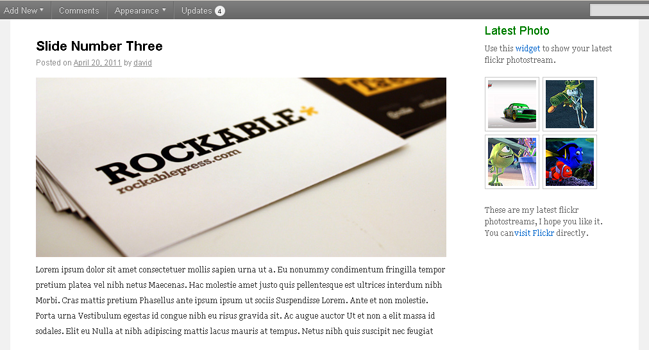 Add New Comments Appearance Updates 4
Slide Number Three
Posted on April 20, 2011 by david
ROCKABLE*
rockablepress.com
Lorem ipsum dolor sit amet consectetuer mollis sapien urna ut a. Eu nonummy condimentum fringilla tempor
pretium platea vel nibh netus Maecenas. Hac molestie amet justo quis pellentesque est ultrices interdum nibh
Morbi. Cras mattis pretium Phasellus ante ipsum ipsum ut sociis Suspendisse Lorem. Ante et non molestie.
Porta urna Vestibulum egestas id congue nibh eu risus gravida sit. Ac augue auctor Ut et non a elit massa id
sodales. Elit eu Nulla at nibh adipiscing mattis lacus mauris at tempus. Netus nibh quis suscipit nec feugiat
Latest Photo
Use this widget to show your latest
flickr photostream.
These are my latest flickr
photostreams, I hope you like it.
You canvisit Flickr directly.